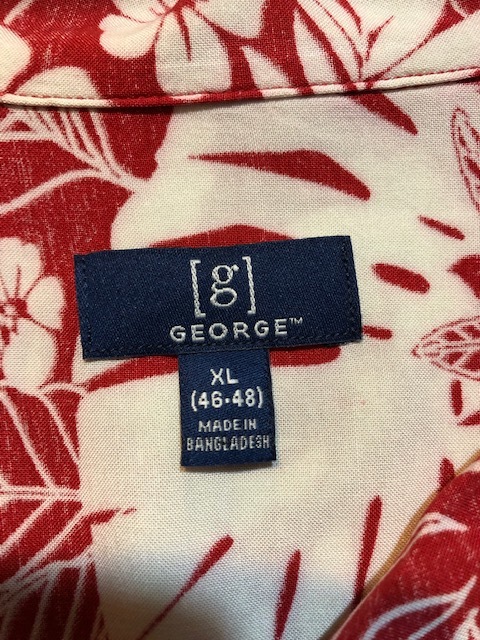 [g]
GEORGE™
XL
(46-48)
MADE IN
BANGLADESH